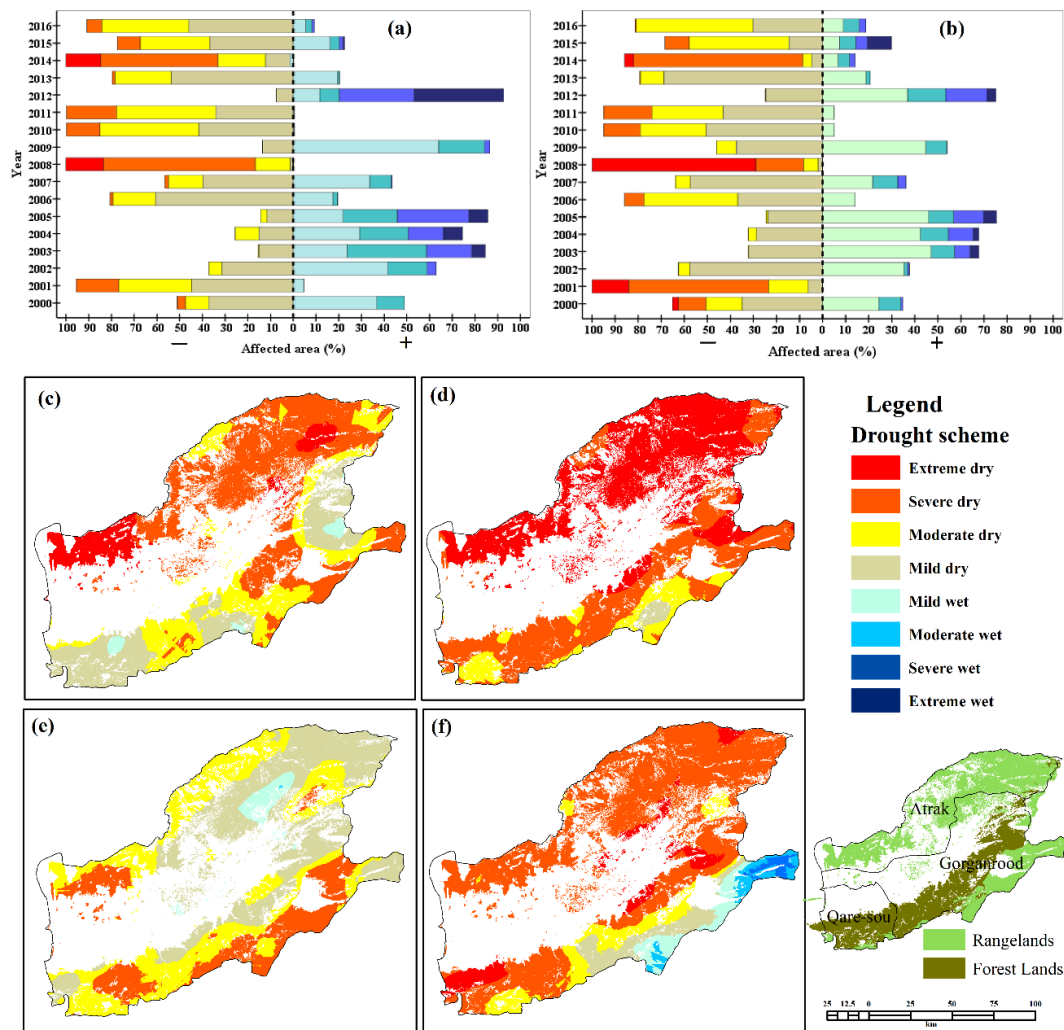 (a)
2016
2015
2014
2013
2012
2011
2010
2009
2008
2007
2006
2005
2004
2003
2002
2001
2000
Year
100 90 80 70 60 50 40 30 20 10 0 10 20 30 40 50 60 70 80 90 100
— Affected area (%) +
(b)
2016
2015
2014
2013
2012
2011
2010
2009
2008
2007
2006
2005
2004
2003
2002
2001
2000
Year
100 90 80 70 60 50 40 30 20 10 0 10 20 30 40 50 60 70 80 90 100
— Affected area (%) +
(c)
(d)
Legend
Drought scheme
Extreme dry
Severe dry
Moderate dry
Mild dry
Mild wet
Moderate wet
Severe wet
Extreme wet
(e)
(f)
Atrak
Gorganrood
Qare-sou
Rangelands
Forest Lands
25 12.5 0 25 50 75 100
km